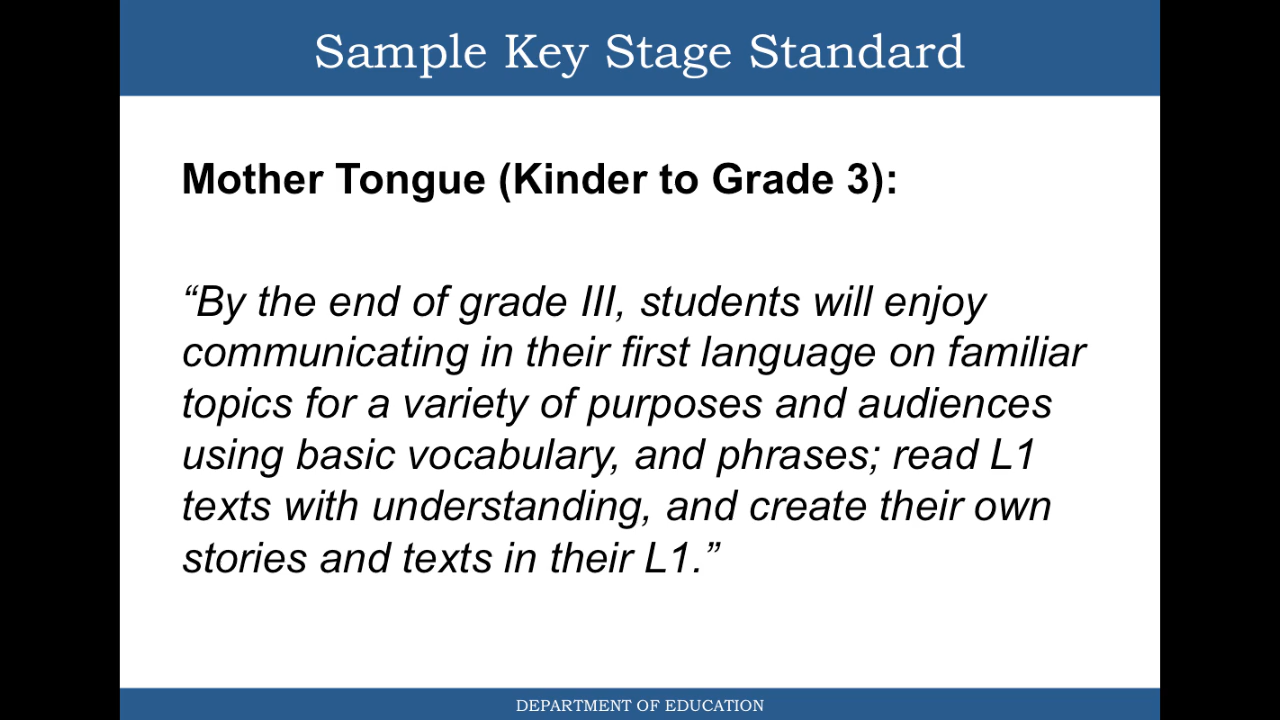 Sample Key Stage Standard
Mother Tongue (Kinder to Grade 3):
“By the end of grade III, students will enjoy
communicating in their first language on familiar
topics for a variety of purposes and audiences
using basic vocabulary, and phrases; read L1
texts with understanding, and create their own
stories and texts in their L1.”
DEPARTMENT OF EDUCATION